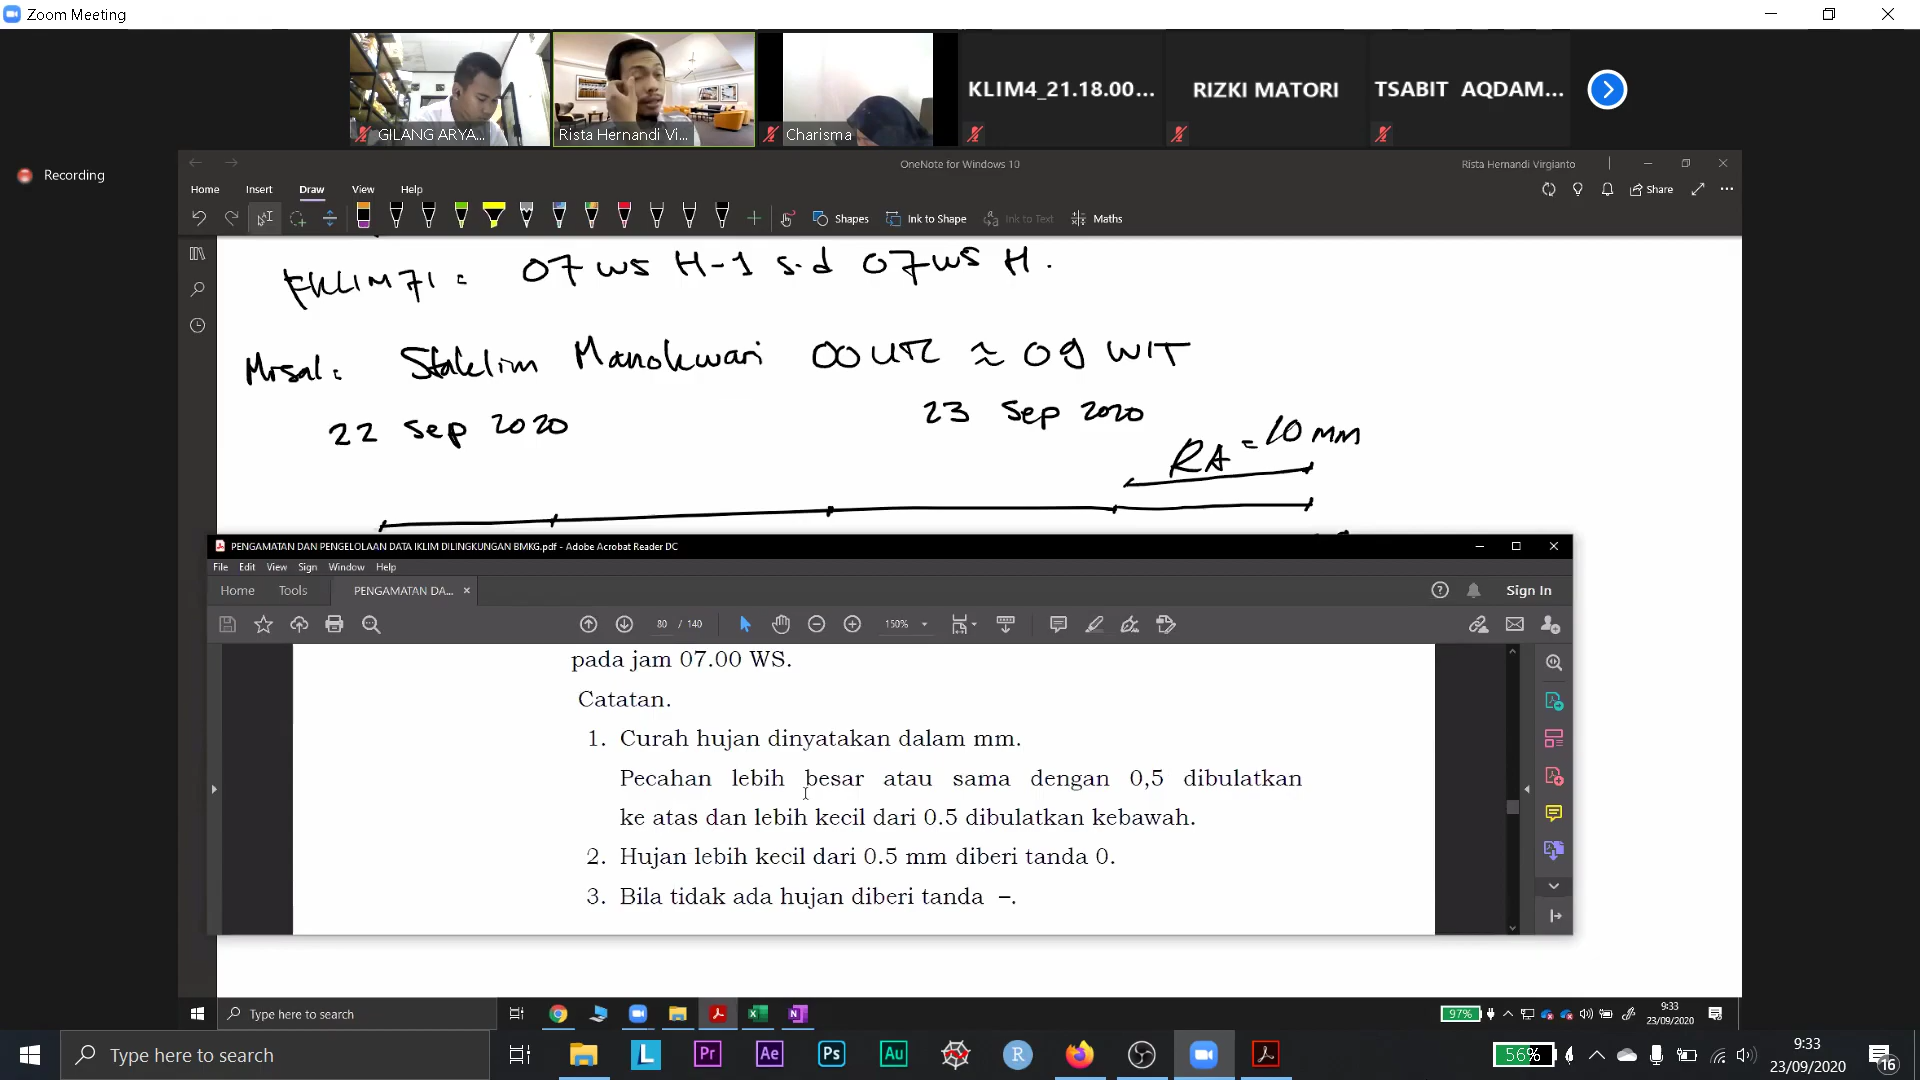 Zoom Meeting
GILANG ARYA...
Rista Hernandi Vi...
Charisma
KLIM4_21.18.00...
RIZKI MATORI
TSABIT AQDAM...
Recording
OneNote for Windows 10
Rista Hernandi Virgianto
Home Insert Draw View Help
Share
Shapes Ink to Shape Ink to Text Maths
FKLIM71 = 07 WS H-1 s.d 07 WS H.
Misal: Staklim Manokwari 00 UTC ≈ 09 WIT
22 Sep 2020
23 Sep 2020
RA = 10 mm
PENGAMATAN DAN PENGELOLAAN DATA IKLIM DILINGKUNGAN BMKG.pdf - Adobe Acrobat Reader DC
File Edit View Sign Window Help
Home Tools PENGAMATAN DA... Sign In
80 / 140 150%
pada jam 07.00 WS.
Catatan.
1. Curah hujan dinyatakan dalam mm.
Pecahan lebih besar atau sama dengan 0,5 dibulatkan
ke atas dan lebih kecil dari 0.5 dibulatkan kebawah.
2. Hujan lebih kecil dari 0.5 mm diberi tanda 0.
3. Bila tidak ada hujan diberi tanda –.
Type here to search
97%
9:33
23/09/2020
Type here to search
L Pr Ae Ps Au R
56%
9:33
23/09/2020
16